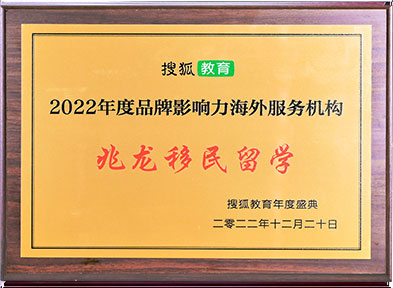 搜狐 教育
2022年度品牌影响力海外服务机构
兆龙移民留学
搜狐教育年度盛典
二零二二年十二月二十日